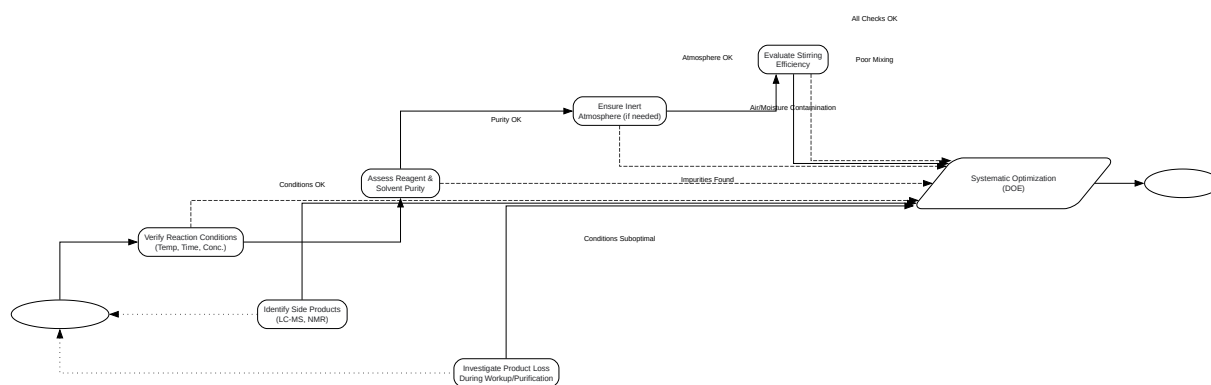 All Checks OK
Atmosphere OK
Evaluate Stirring
Efficiency
Poor Mixing
Ensure Inert
Atmosphere (if needed)
Air/Moisture Contamination
Purity OK
Assess Reagent &
Solvent Purity
Conditions OK
Impurities Found
Systematic Optimization
(DOE)
Verify Reaction Conditions
(Temp, Time, Conc.)
Conditions Suboptimal
Identify Side Products
(LC-MS, NMR)
Investigate Product Loss
During Workup/Purification